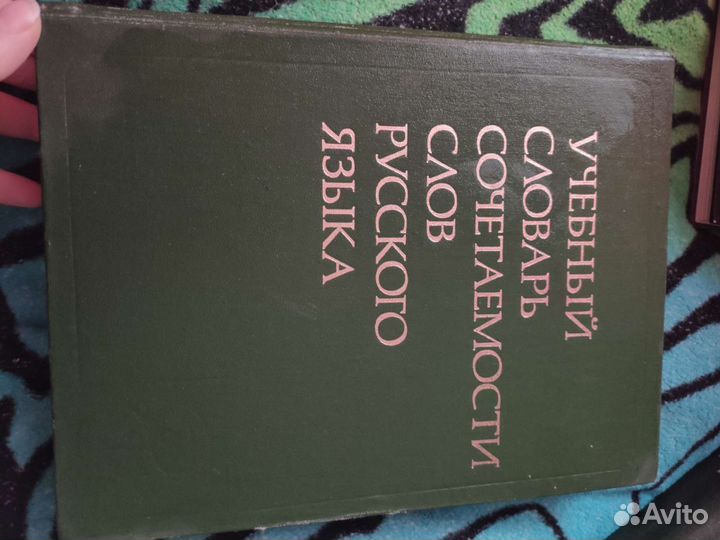 УЧЕБНЫЙ
СЛОВАРЬ
СОЧЕТАЕМОСТИ
СЛОВ
РУССКОГО
ЯЗЫКА
Avito